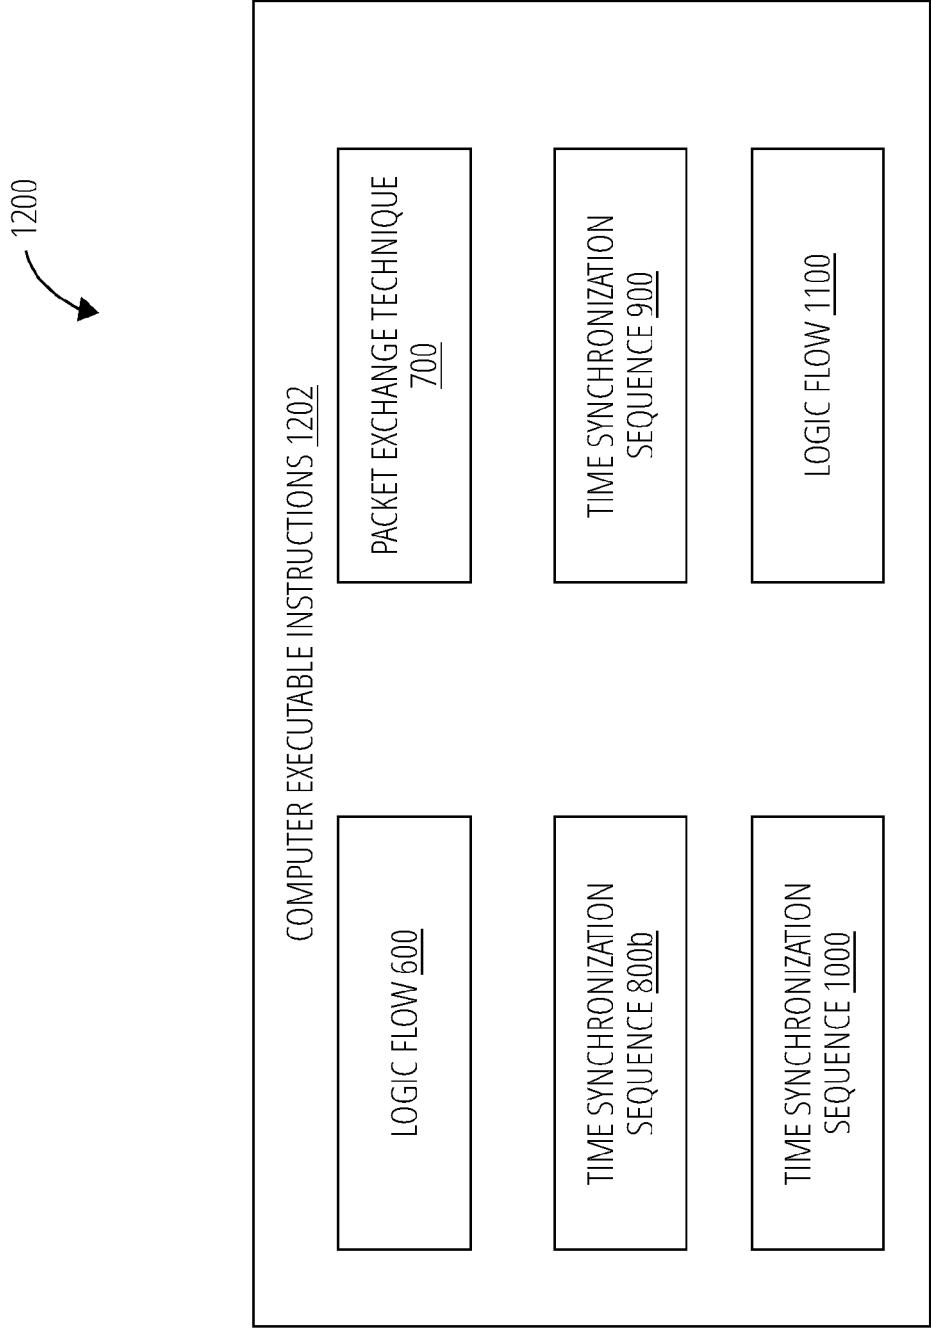 1200
COMPUTER EXECUTABLE INSTRUCTIONS 1202
LOGIC FLOW 600
PACKET EXCHANGE TECHNIQUE
700
TIME SYNCHRONIZATION
SEQUENCE 800b
TIME SYNCHRONIZATION
SEQUENCE 900
TIME SYNCHRONIZATION
SEQUENCE 1000
LOGIC FLOW 1100